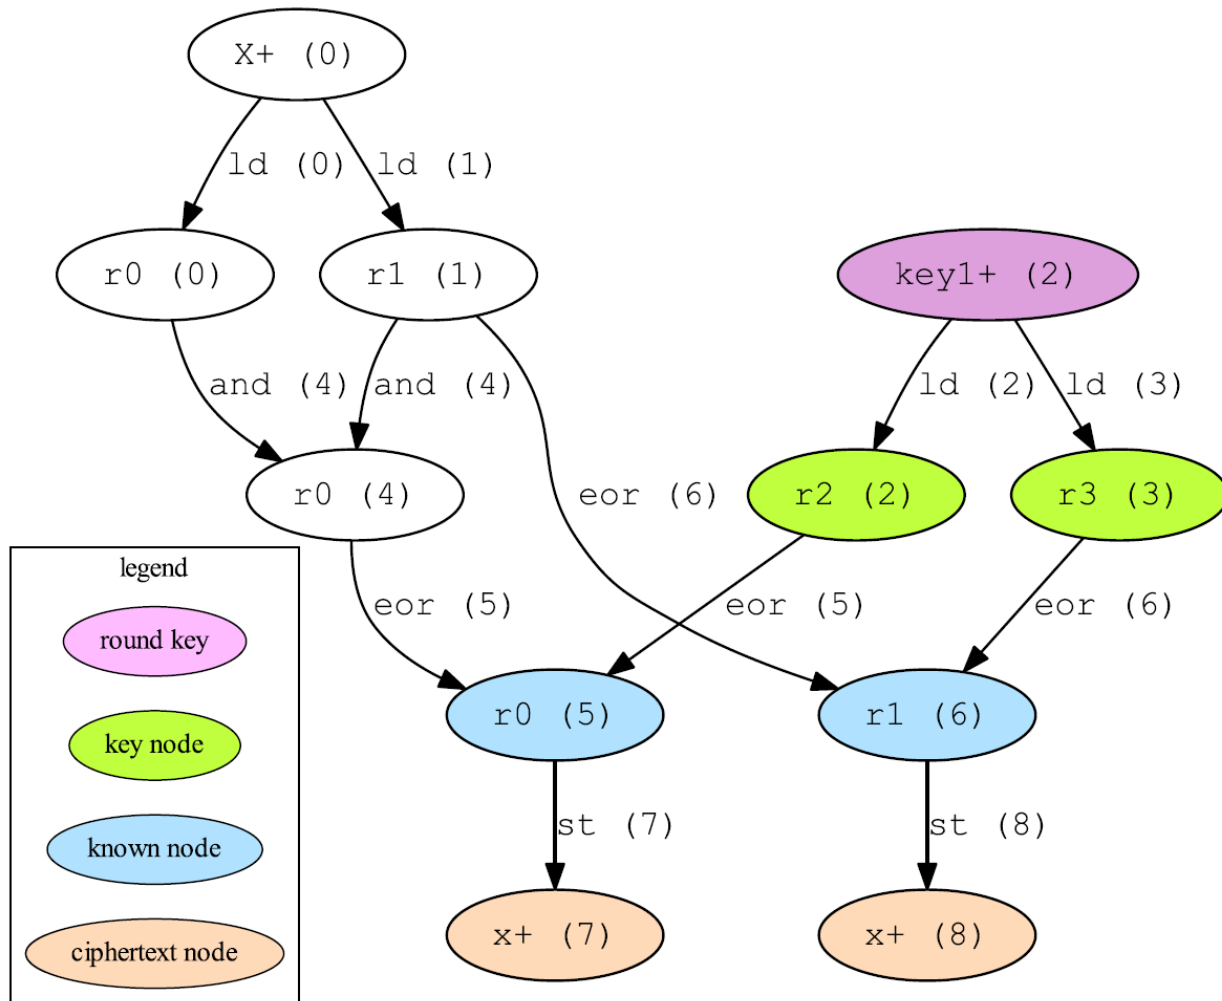 X+ (0)
ld (0)
ld (1)
r0 (0)
r1 (1)
key1+ (2)
and (4)
and (4)
ld (2)
ld (3)
r0 (4)
eor (6)
r2 (2)
r3 (3)
legend
round key
key node
known node
ciphertext node
eor (5)
eor (5)
eor (6)
r0 (5)
r1 (6)
st (7)
st (8)
x+ (7)
x+ (8)